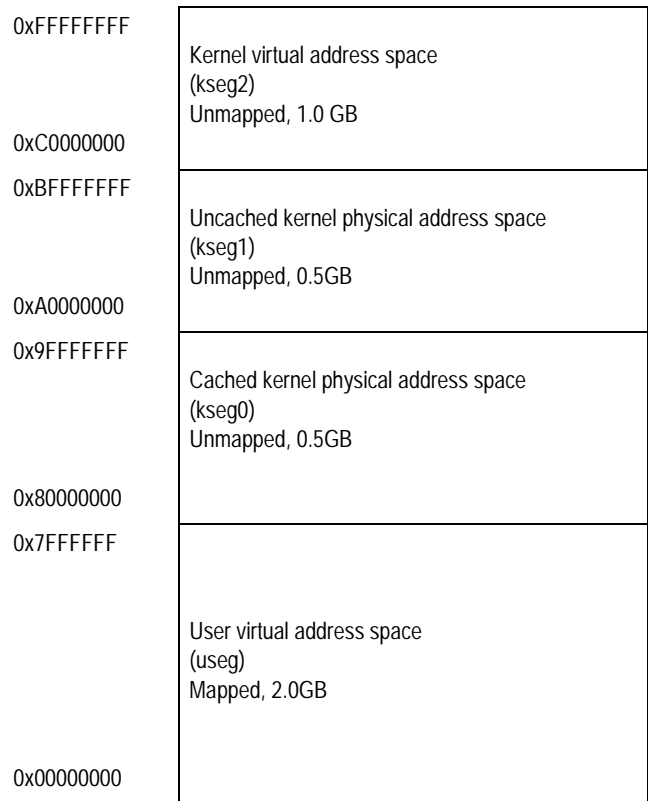 0xFFFFFFFF
Kernel virtual address space
(kseg2)
Unmapped, 1.0 GB
0xC0000000
0xBFFFFFFF
Uncached kernel physical address space
(kseg1)
Unmapped, 0.5GB
0xA0000000
0x9FFFFFFF
Cached kernel physical address space
(kseg0)
Unmapped, 0.5GB
0x80000000
0x7FFFFFF
User virtual address space
(useg)
Mapped, 2.0GB
0x00000000